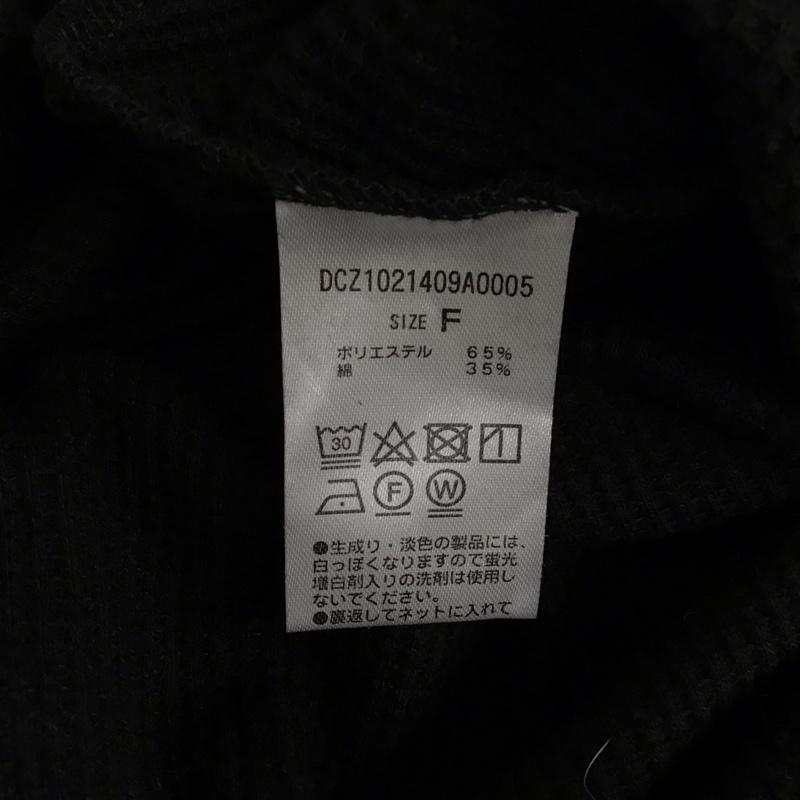 DCZ1021409A0005
SIZE F
ポリエステル 65%
綿 35%
30
F W
●生成り・淡色の製品には、
白っぽくなりますので蛍光
増白剤入りの洗剤は使用し
ないでください。
●裏返してネットに入れて